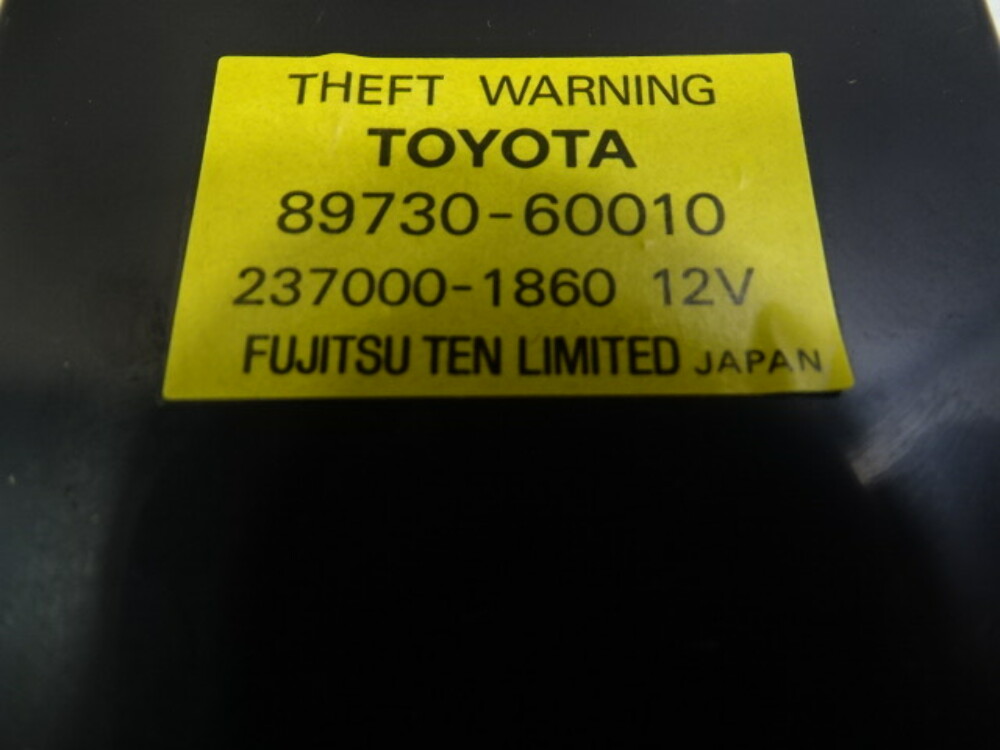 THEFT WARNING
TOYOTA
89730-60010
237000-1860 12V
FUJITSU TEN LIMITED JAPAN